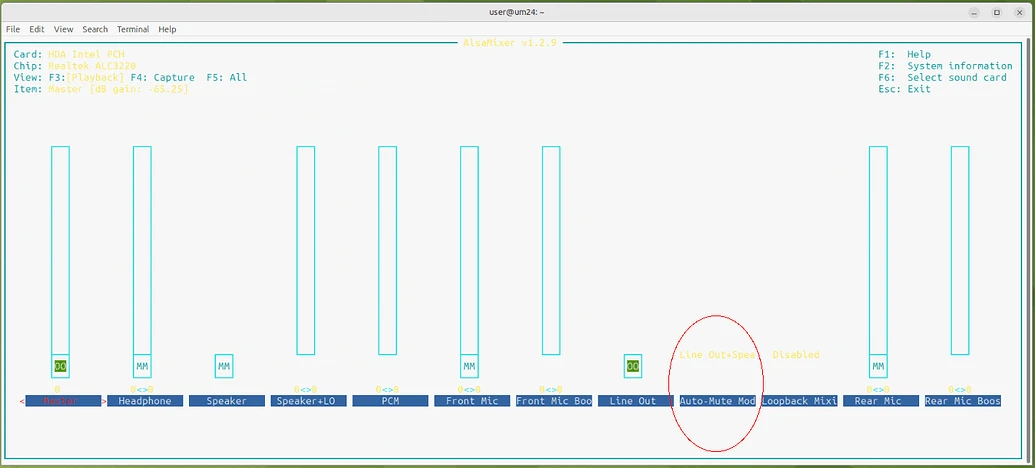 user@um24: ~
File Edit View Search Terminal Help
AlsaMixer v1.2.9
Card: HDA Intel PCH F1: Help
Chip: Realtek ALC3220 F2: System information
View: F3:[Playback] F4: Capture F5: All F6: Select sound card
Item: Master [dB gain: -65.25] Esc: Exit
Line Out+Spea Disabled
OO MM MM MM OO MM
0 0<>0 0<>0 0<>0 0<>0 0<>0 0<>0 0<>0
< Master > Headphone Speaker Speaker+LO PCM Front Mic Front Mic Boo Line Out Auto-Mute Mod Loopback Mixi Rear Mic Rear Mic Boos